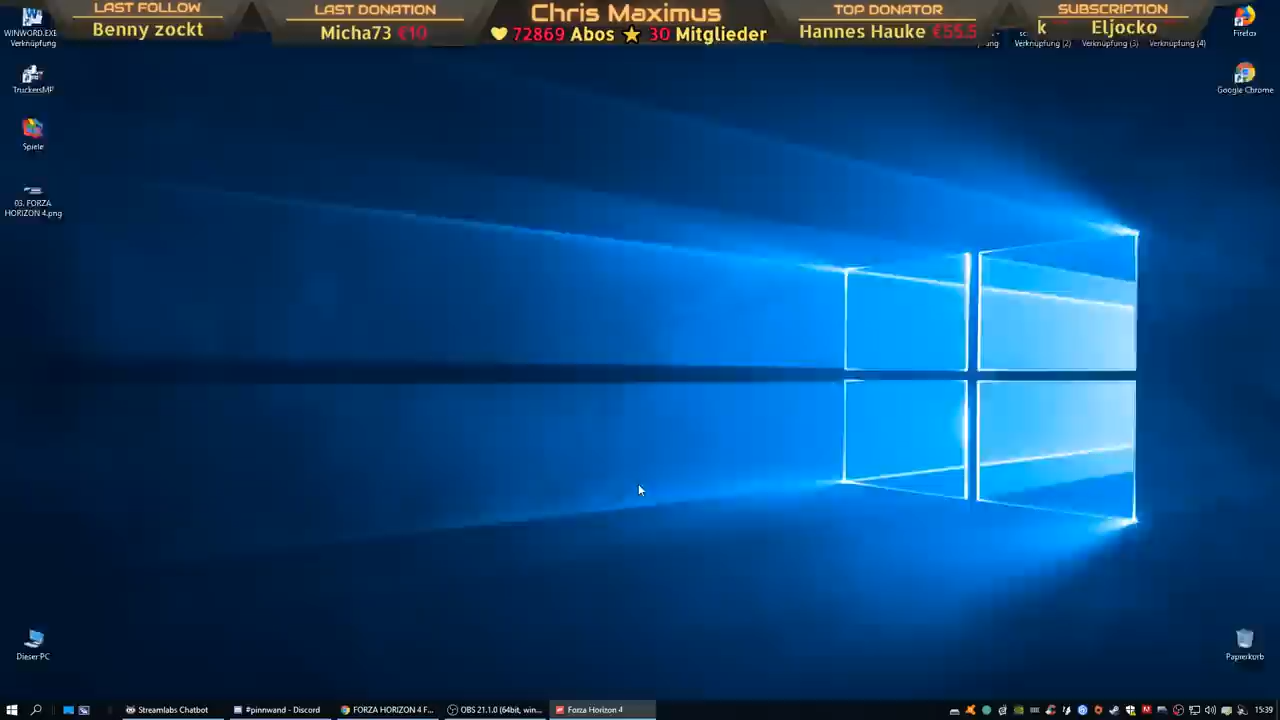 LAST FOLLOW
Benny zockt
LAST DONATION
Micha73 €10
Chris Maximus
72869 Abos ★ 30 Mitglieder
TOP DONATOR
Hannes Hauke €55.5
SUBSCRIPTION
k Eljocko
WINWORD.EXE
Verknüpfung
TruckersMP
Spiele
03. FORZA
HORIZON 4.png
Dieser PC
Verknüpfung (2)
Verknüpfung (3)
Verknüpfung (4)
Firefox
Google Chrome
Papierkorb
Streamlabs Chatbot
#pinnwand - Discord
FORZA HORIZON 4 F...
OBS 21.1.0 (64bit, win...
Forza Horizon 4
15:39